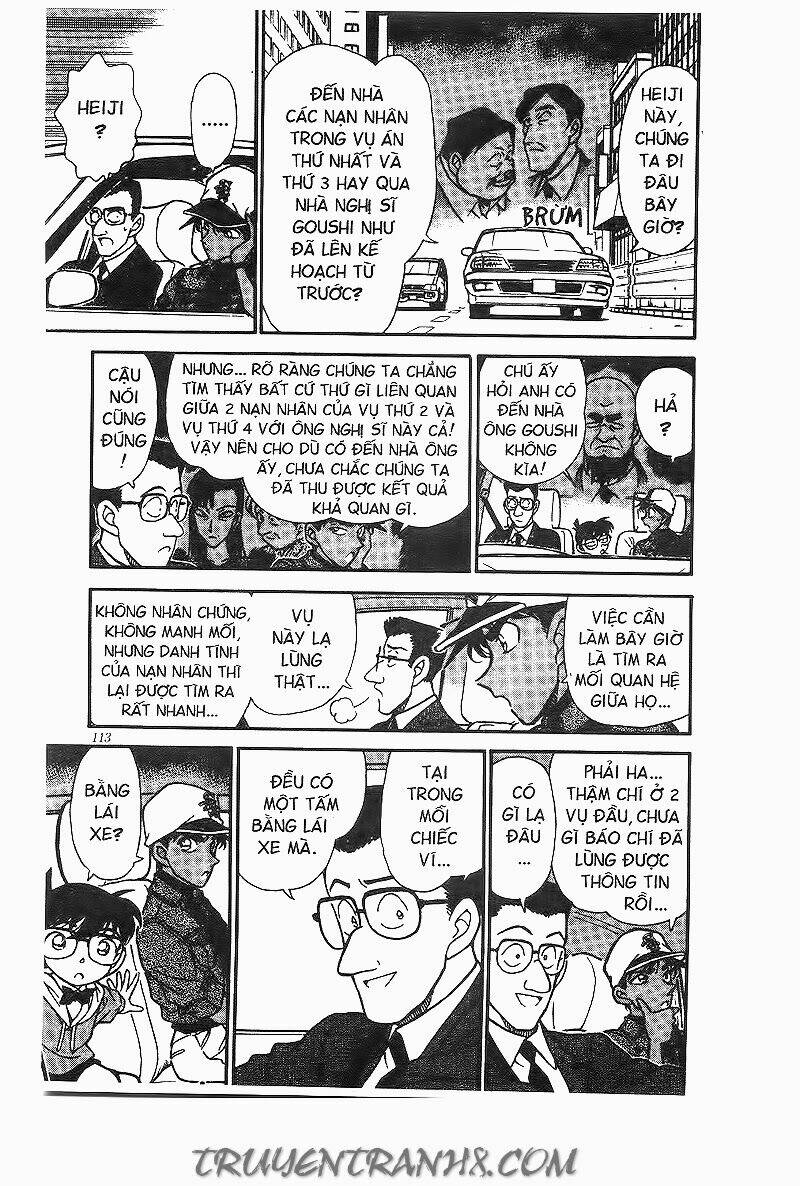 HEIJI
NÀY,
CHÚNG
TA ĐI
ĐÂU
BÂY
GIỜ?
BRỪM
ĐẾN NHÀ
CÁC NẠN NHÂN
TRONG VỤ ÁN
THỨ NHẤT VÀ
THỨ 3 HAY QUA
NHÀ NGHỊ SĨ
GOUSHI NHƯ
ĐÃ LÊN KẾ
HOẠCH TỪ
TRƯỚC?
.....
HEIJI
?
HẢ
?
CHÚ ẤY
HỎI ANH CÓ
ĐẾN NHÀ
ÔNG GOUSHI
KHÔNG
KÌA!
NHƯNG... RÕ RÀNG CHÚNG TA CHẲNG
TÌM THẤY BẤT CỨ THỨ GÌ LIÊN QUAN
GIỮA 2 NẠN NHÂN CỦA VỤ THỨ 2 VÀ
VỤ THỨ 4 VỚI ÔNG NGHỊ SĨ NÀY CẢ!
VẬY NÊN CHO DÙ CÓ ĐẾN NHÀ ÔNG
ẤY, CHƯA CHẮC CHÚNG TA
ĐÃ THU ĐƯỢC KẾT QUẢ
KHẢ QUAN GÌ.
CẬU
NÓI
CŨNG
ĐÚNG
!
VIỆC CẦN
LÀM BÂY GIỜ
LÀ TÌM RA
MỐI QUAN HỆ
GIỮA HỌ...
VỤ
NÀY LẠ
LÙNG
THẬT...
KHÔNG NHÂN CHỨNG,
KHÔNG MANH MỐI,
NHƯNG DANH TÍNH
CỦA NẠN NHÂN THÌ
LẠI ĐƯỢC TÌM RA
RẤT NHANH...
113
PHẢI HA...
THẬM CHÍ Ở 2
VỤ ĐẦU, CHƯA
GÌ BÁO CHÍ ĐÃ
LÙNG ĐƯỢC
THÔNG TIN
RỒI...
CÓ
GÌ LẠ
ĐÂU
...
TẠI
TRONG
MỖI
CHIẾC
VÍ...
ĐỀU CÓ
MỘT TẤM
BẰNG LÁI
XE MÀ.
BẰNG
LÁI
XE?
TRUYENTRANH8.COM